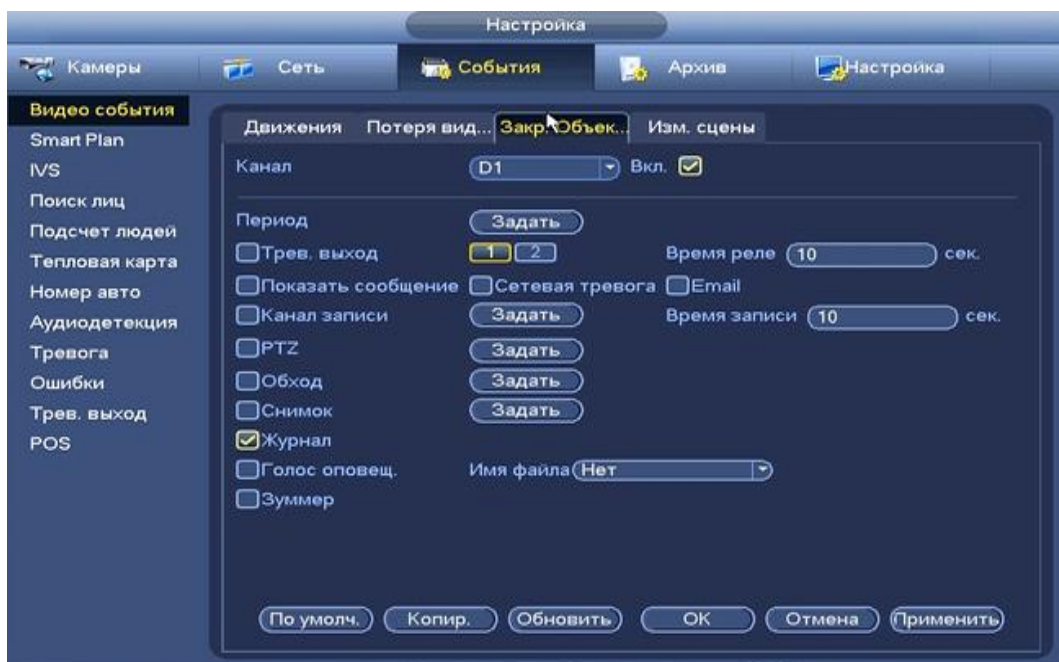 Настройка
Камеры Сеть События Архив Настройка
Видео события
Smart Plan
IVS
Поиск лиц
Подсчет людей
Тепловая карта
Номер авто
Аудиодетекция
Тревога
Ошибки
Трев. выход
POS
Движения Потеря вид... Закр. Объек... Изм. сцены
Канал D1 Вкл.
Период Задать
Трев. выход 1 2 Время реле 10 сек.
Показать сообщение Сетевая тревога Email
Канал записи Задать Время записи 10 сек.
PTZ Задать
Обход Задать
Снимок Задать
Журнал
Голос оповещ. Имя файла Нет
Зуммер
По умолч. Копир. Обновить OK Отмена Применить